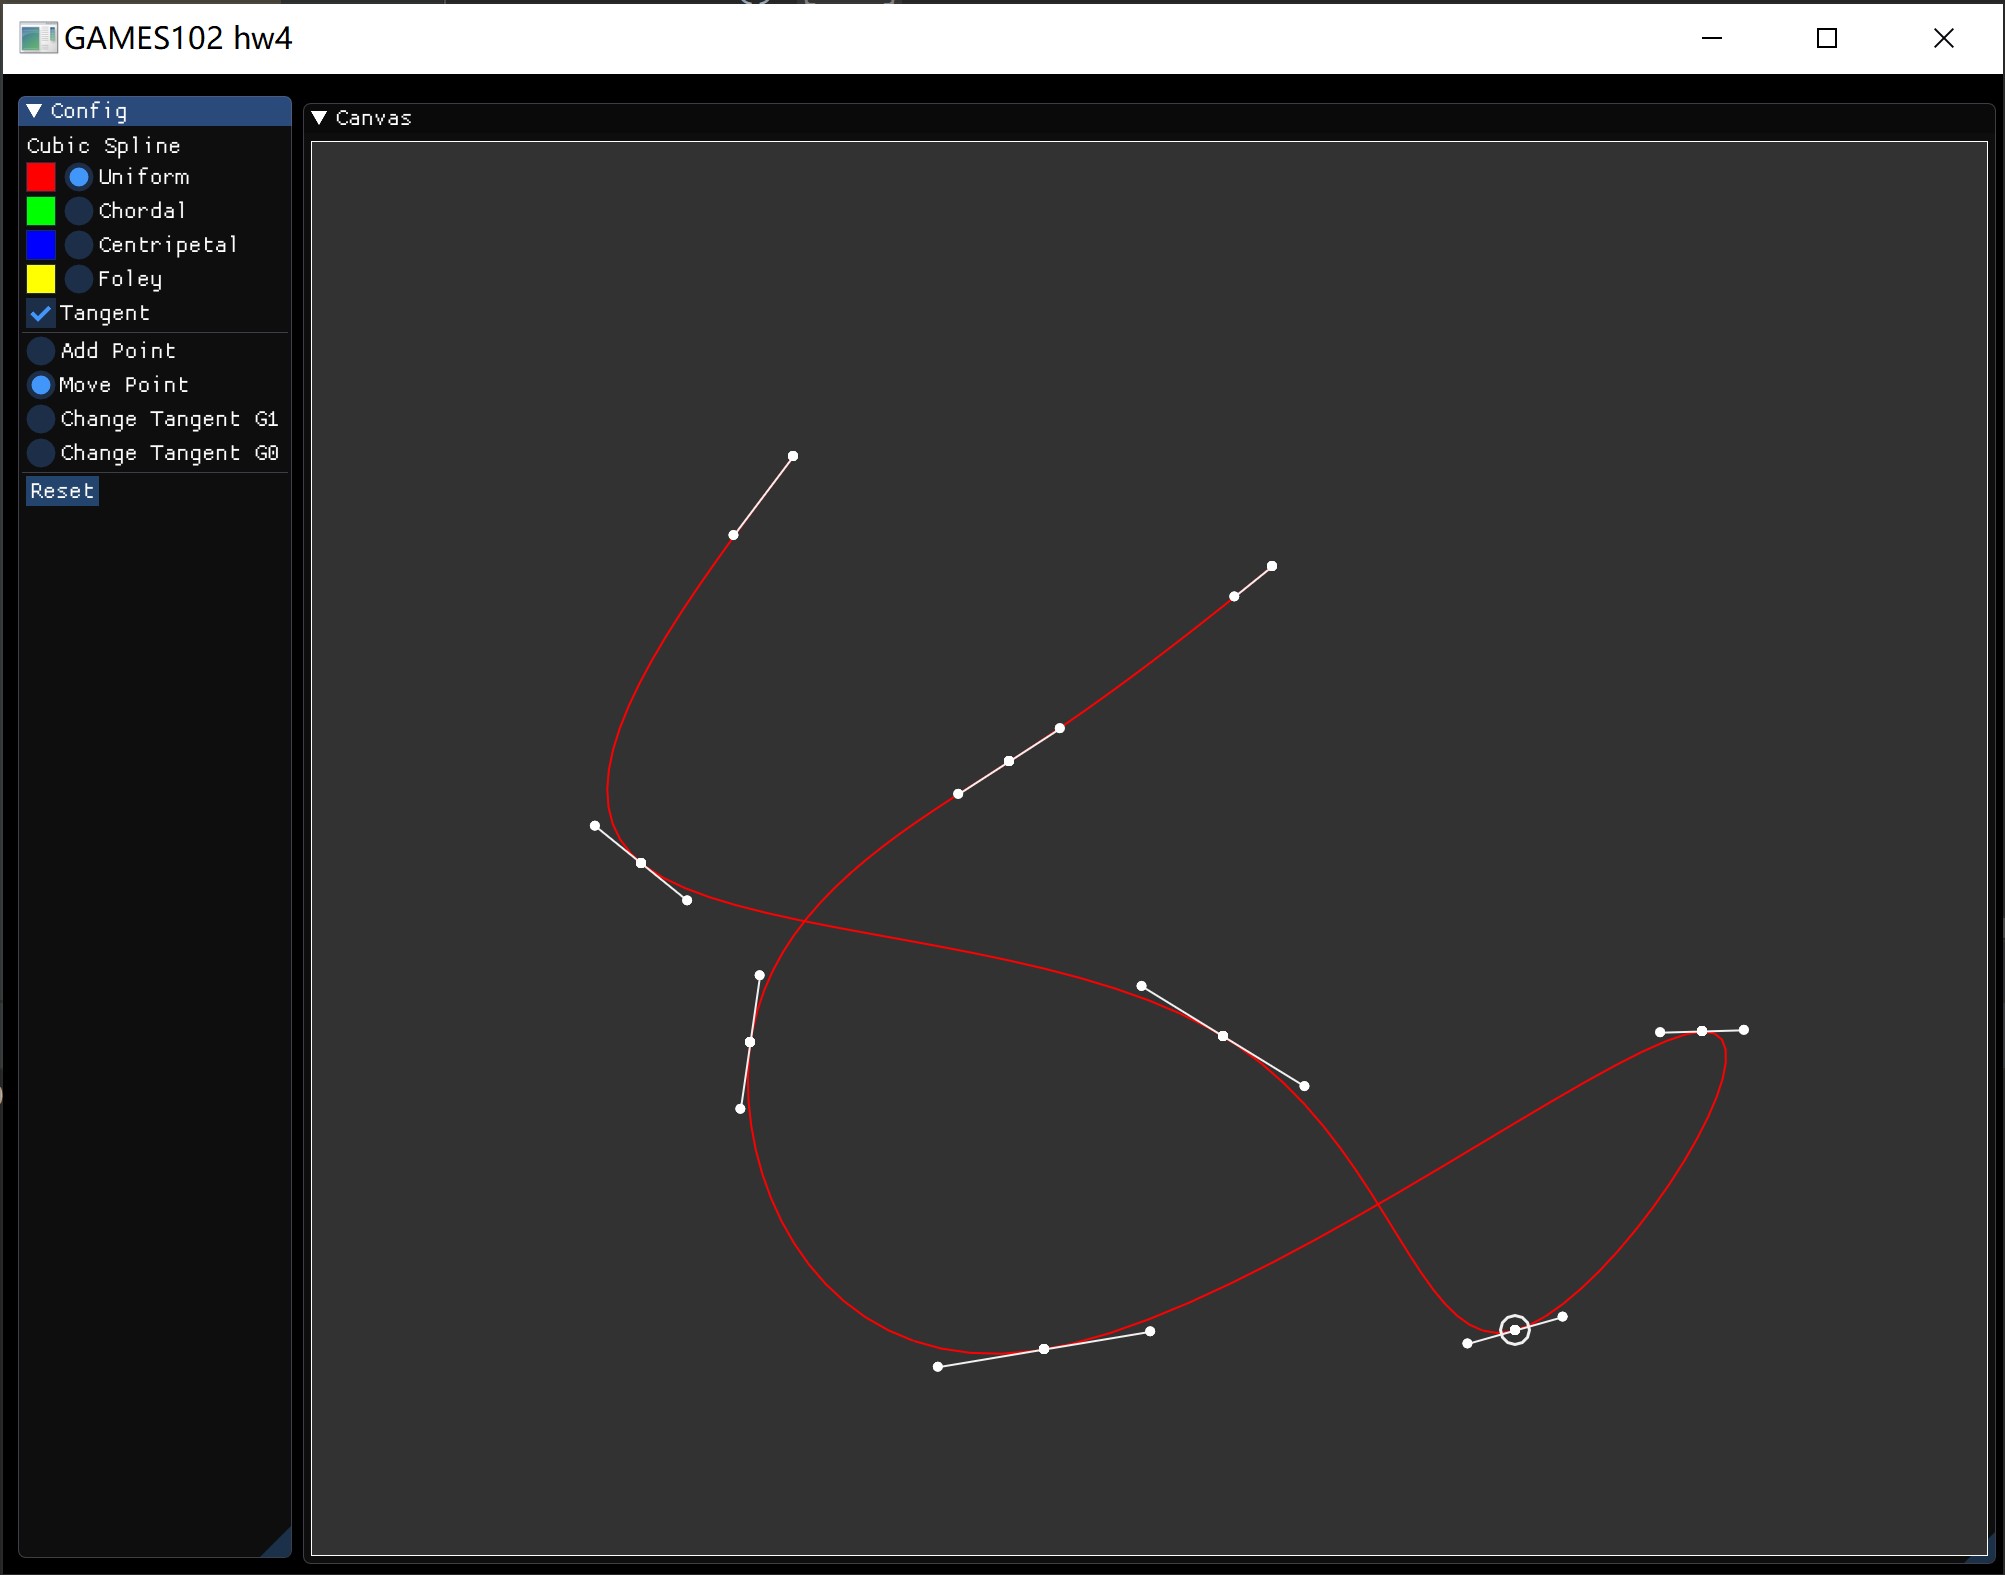 GAMES102 hw4
Config
Cubic Spline
Uniform
Chordal
Centripetal
Foley
Tangent
Add Point
Move Point
Change Tangent G1
Change Tangent G0
Reset
Canvas